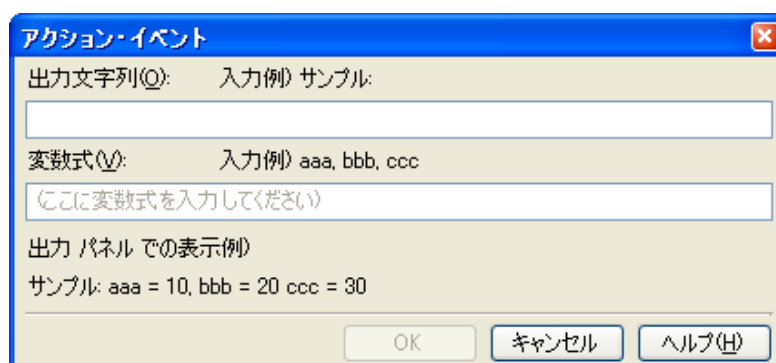 アクション・イベント
出力文字列(O): 入力例) サンプル:
変数式(V): 入力例) aaa, bbb, ccc
(ここに変数式を入力してください)
出力 パネル での表示例)
サンプル: aaa = 10, bbb = 20 ccc = 30
OK キャンセル ヘルプ(H)